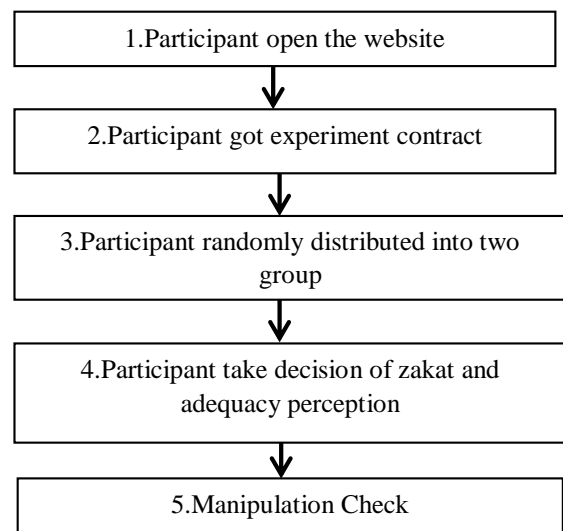 1.Participant open the website
2.Participant got experiment contract
3.Participant randomly distributed into two
group
4.Participant take decision of zakat and
adequacy perception
5.Manipulation Check